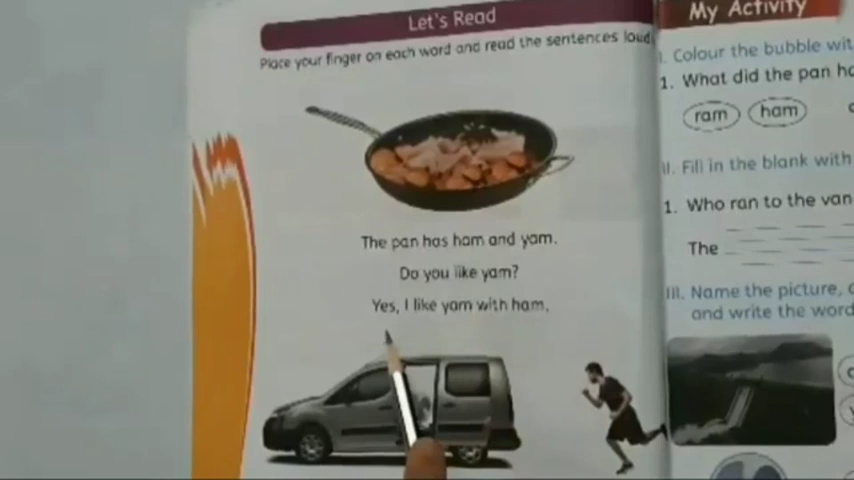 Let's Read
Place your finger on each word and read the sentences loud
The pan has ham and yam.
Do you like yam?
Yes, I like yam with ham.
My Activity
I. Colour the bubble wit
1. What did the pan ha
ram ham
II. Fill in the blank with
1. Who ran to the van
The
III. Name the picture, c
and write the word